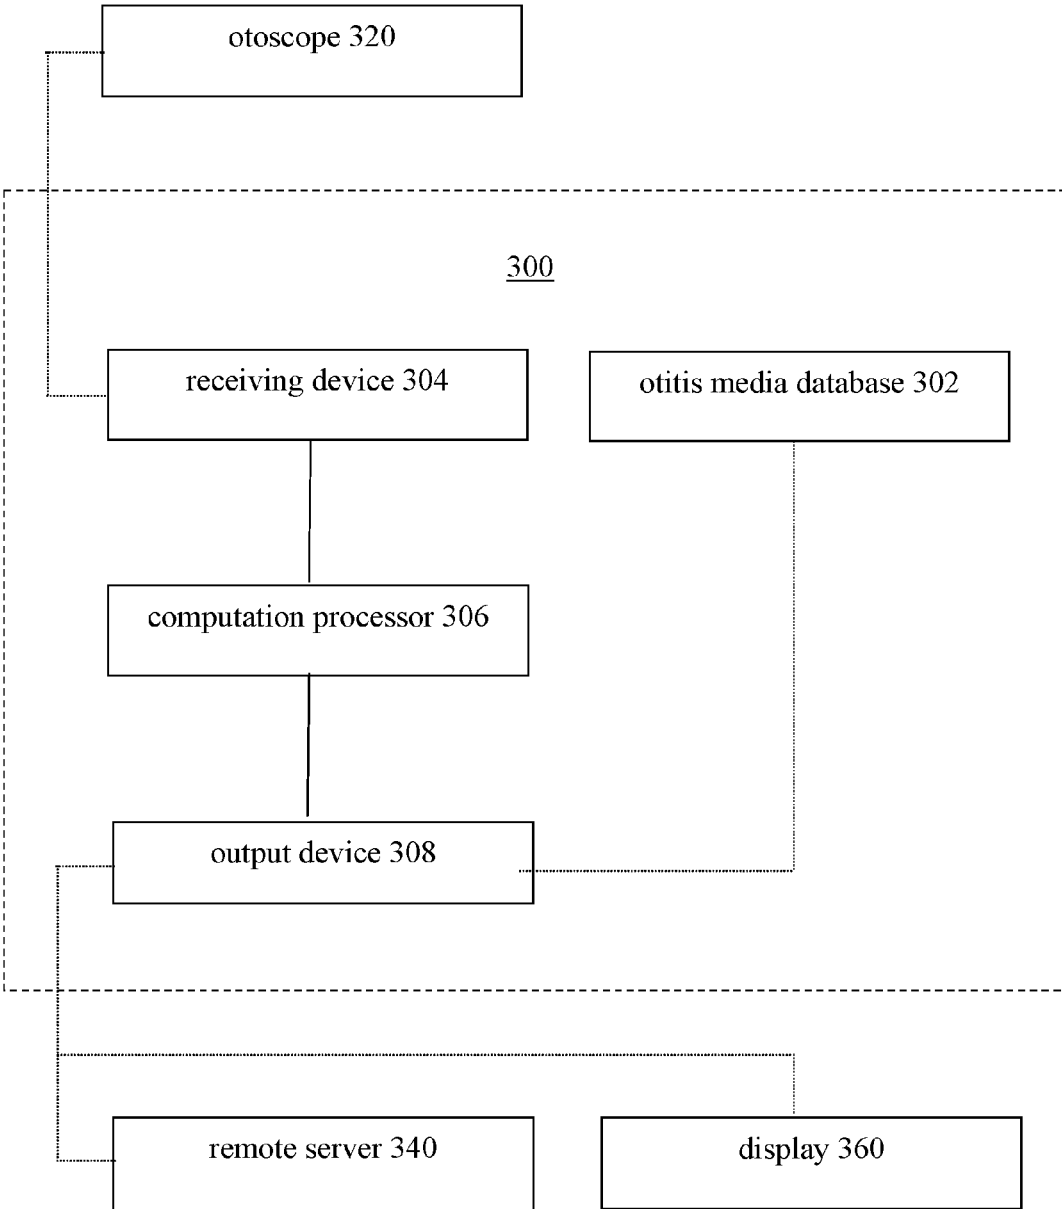 otoscope 320
300
receiving device 304
otitis media database 302
computation processor 306
output device 308
remote server 340
display 360